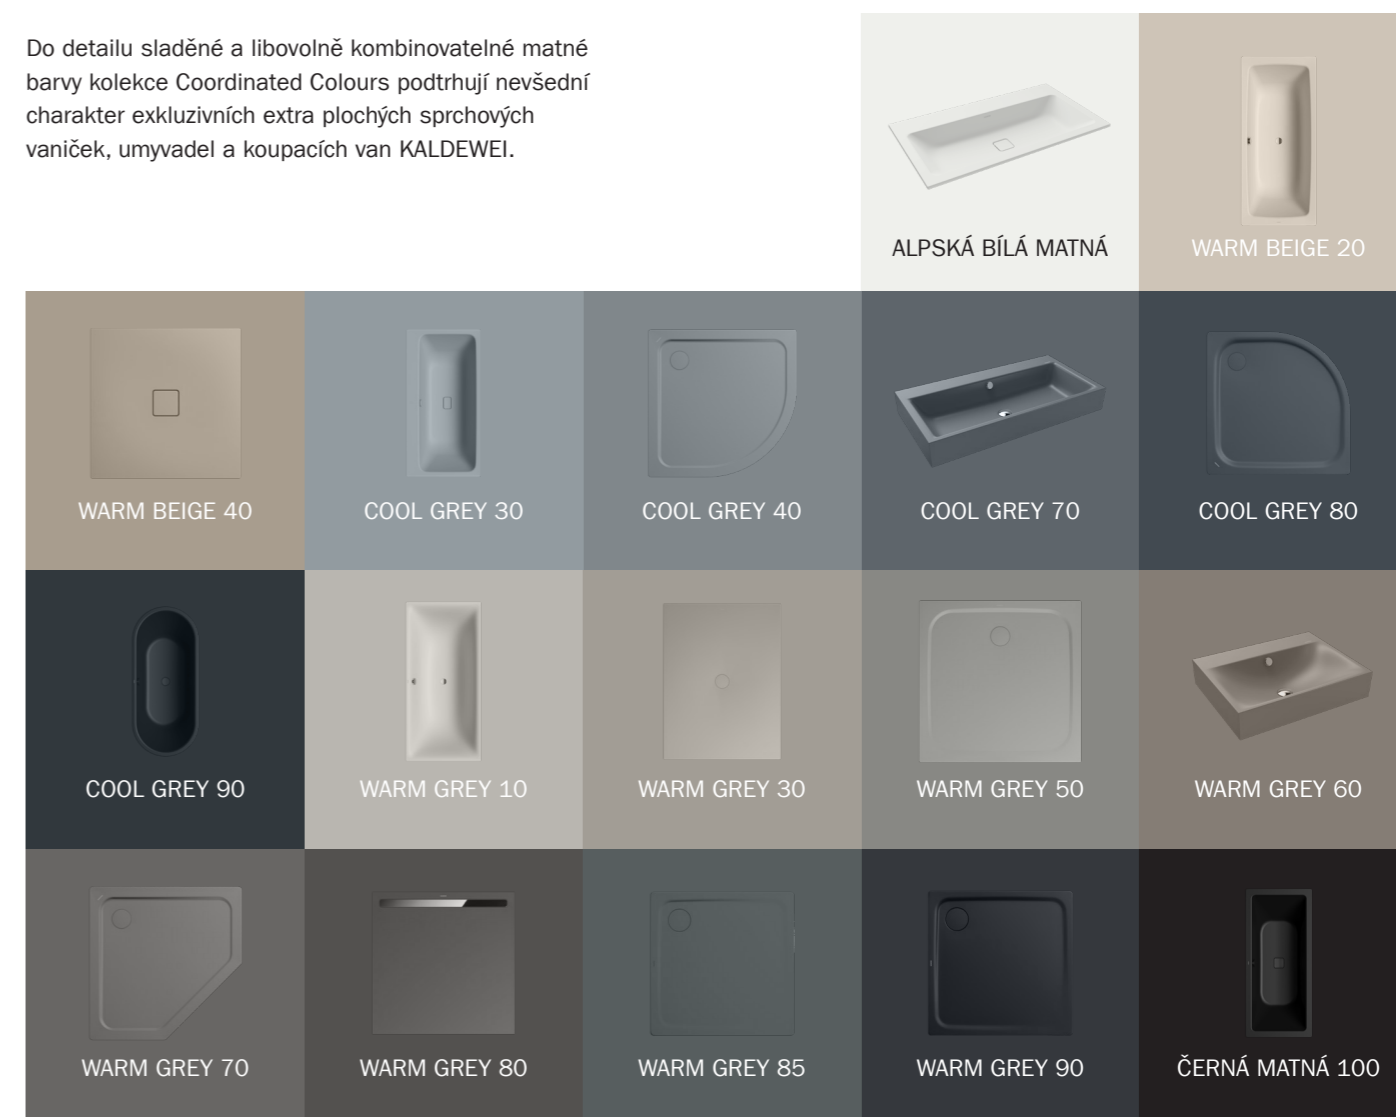 Do detailu sladěné a libovolně kombinovatelné matné
barvy kolekce Coordinated Colours podtrhují nevšední
charakter exkluzivních extra plochých sprchových
vaniček, umyvadel a koupacích van KALDEWEI.
ALPSKÁ BÍLÁ MATNÁ
WARM BEIGE 20
WARM BEIGE 40
COOL GREY 30
COOL GREY 40
COOL GREY 70
COOL GREY 80
COOL GREY 90
WARM GREY 10
WARM GREY 30
WARM GREY 50
WARM GREY 60
WARM GREY 70
WARM GREY 80
WARM GREY 85
WARM GREY 90
ČERNÁ MATNÁ 100